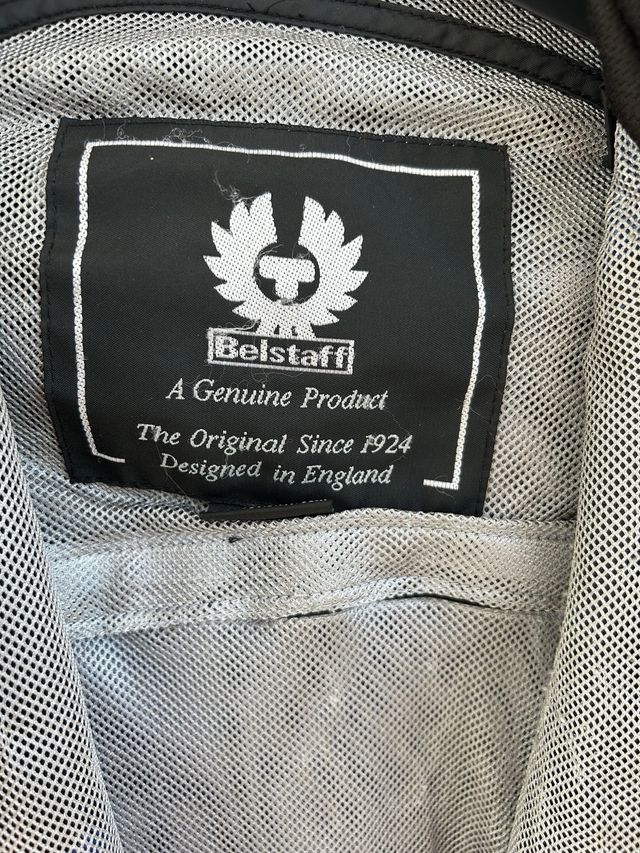 Belstaff
A Genuine Product
The Original Since 1924
Designed in England